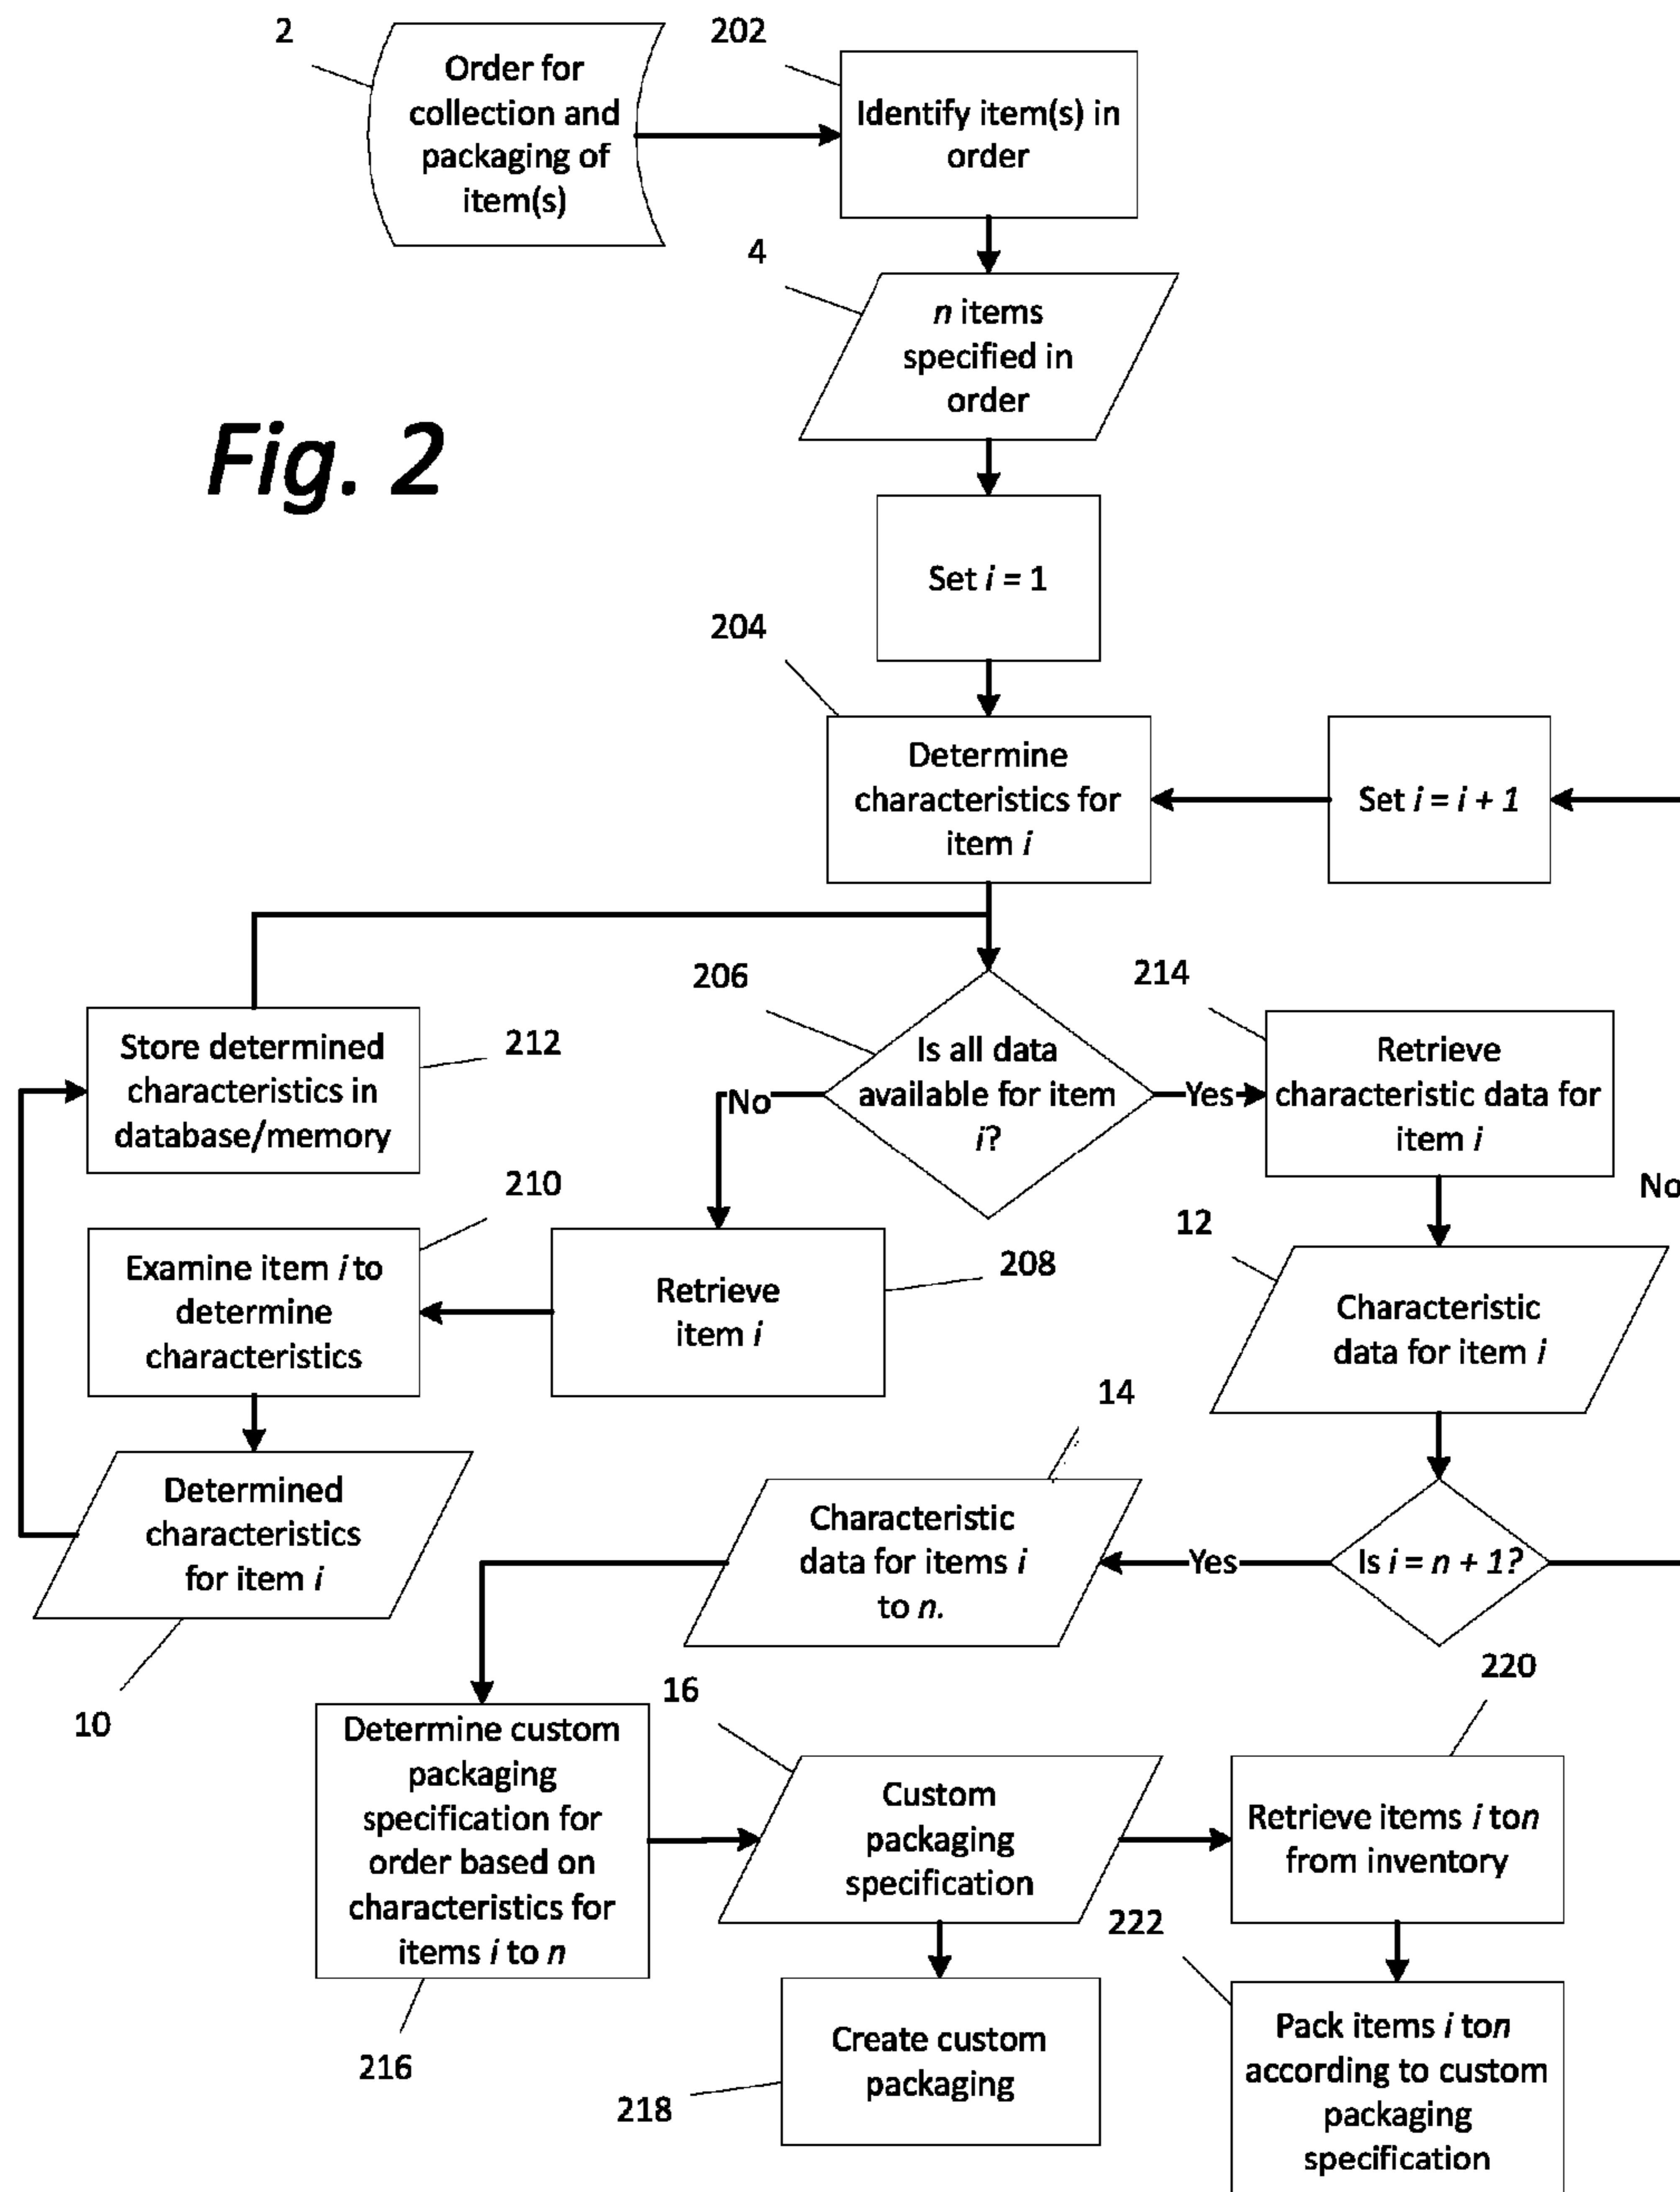 2
Order for
collection and
packaging of
item(s)
202
Identify item(s) in
order
4
n items
specified in
order
Fig. 2
Set i = 1
204
Determine
characteristics for
item i
Set i = i + 1
206
Is all data
available for item
i?
No
Yes
214
Retrieve
characteristic data for
item i
No
Store determined
characteristics in
database/memory
212
210
Examine item i to
determine
characteristics
Retrieve
item i
208
12
Characteristic
data for item i
14
Determined
characteristics
for item i
10
Characteristic
data for items i
to n.
Yes
Is i = n + 1?
Determine custom
packaging
specification for
order based on
characteristics for
items i to n
216
16
Custom
packaging
specification
220
Retrieve items i ton
from inventory
Create custom
packaging
218
222
Pack items i ton
according to custom
packaging
specification